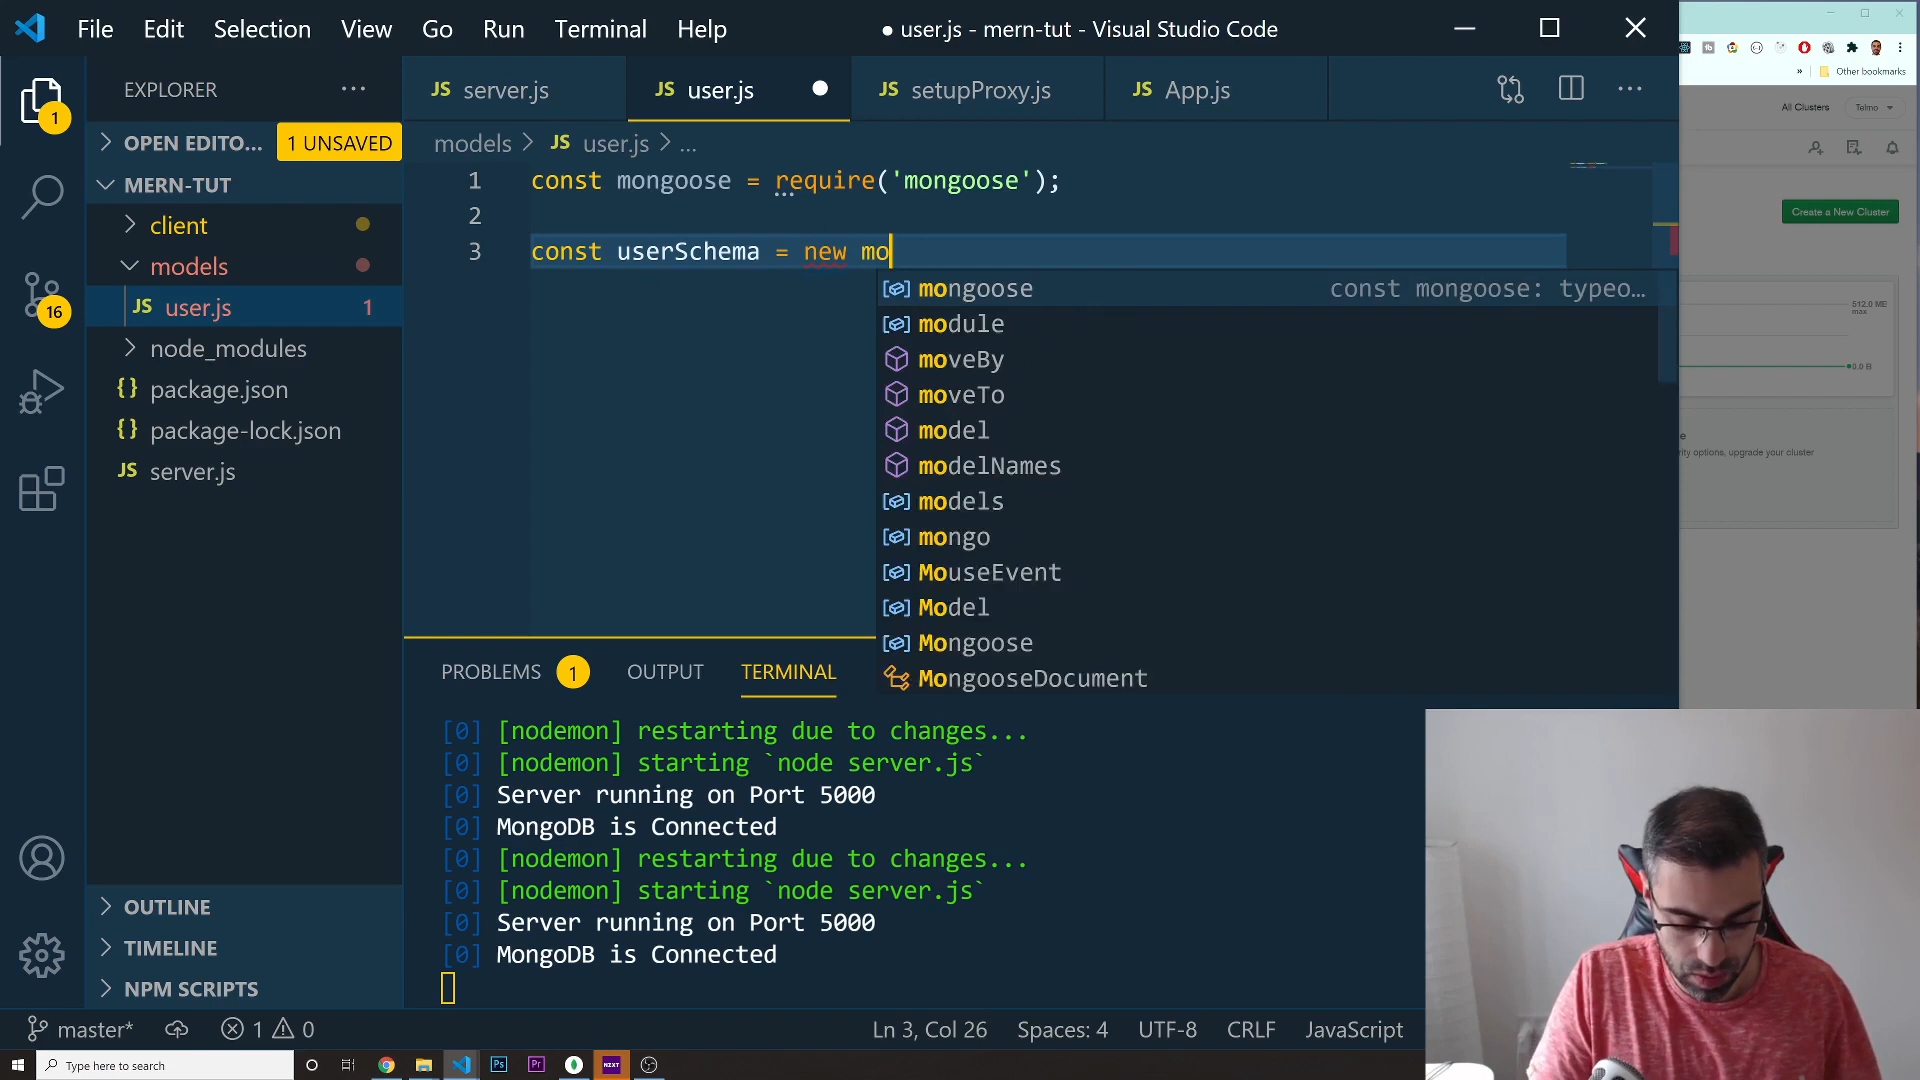 File Edit Selection View Go Run Terminal Help
● user.js - mern-tut - Visual Studio Code
EXPLORER
OPEN EDITO... 1 UNSAVED
MERN-TUT
client
models
JS user.js 1
node_modules
{} package.json
{} package-lock.json
JS server.js
OUTLINE
TIMELINE
NPM SCRIPTS
1
16
JS server.js
JS user.js
JS setupProxy.js
JS App.js
models > JS user.js > ...
1 const mongoose = require('mongoose');
2
3 const userSchema = new mo
mongoose const mongoose: typeo...
module
moveBy
moveTo
model
modelNames
models
mongo
MouseEvent
Model
Mongoose
MongooseDocument
PROBLEMS 1 OUTPUT TERMINAL
[0] [nodemon] restarting due to changes...
[0] [nodemon] starting `node server.js`
[0] Server running on Port 5000
[0] MongoDB is Connected
[0] [nodemon] restarting due to changes...
[0] [nodemon] starting `node server.js`
[0] Server running on Port 5000
[0] MongoDB is Connected
master* 1 0
Ln 3, Col 26 Spaces: 4 UTF-8 CRLF JavaScript
Type here to search
Ps
Pr
NZXT
» Other bookmarks
All Clusters Telmo
Create a New Cluster
512.0 MB
max
0.0 B
rity options, upgrade your cluster